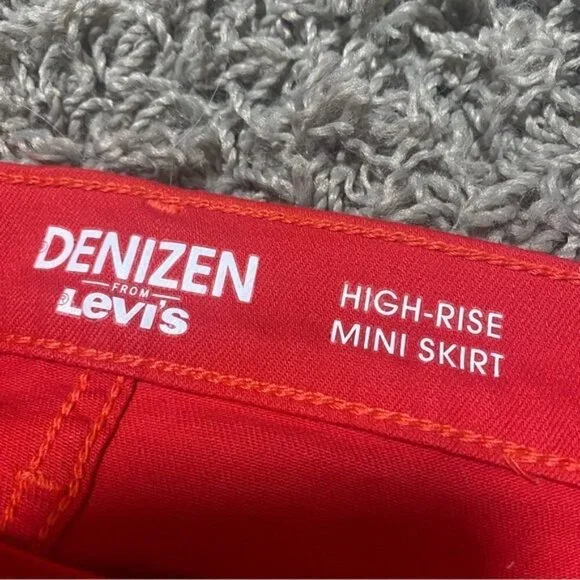 DENIZEN
FROM
Levi's
HIGH-RISE
MINI SKIRT